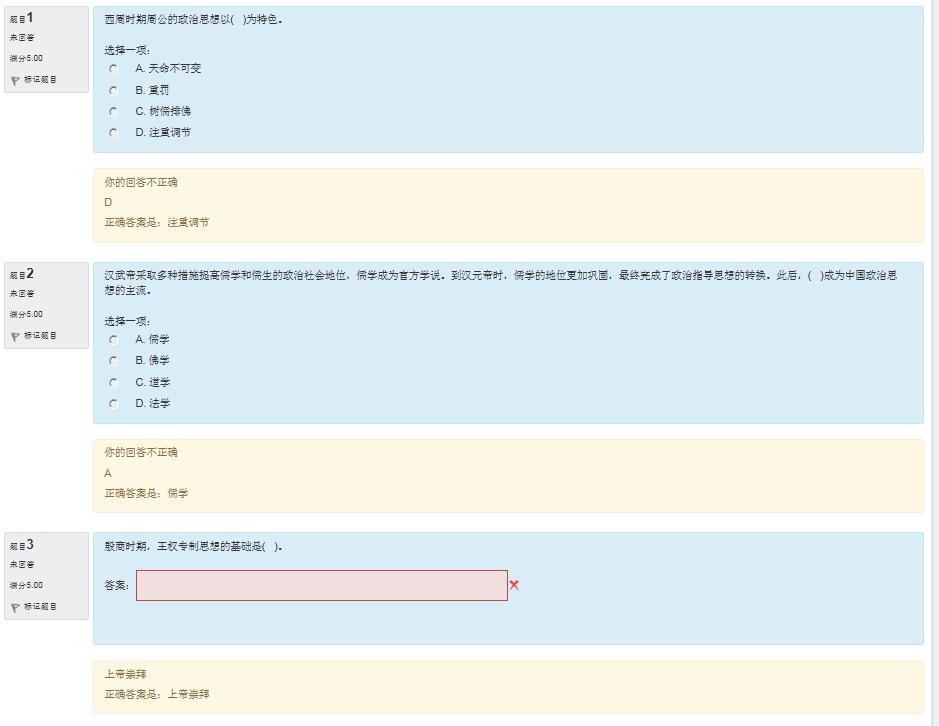 题目1
未回答
满分5.00
标记题目
西周时期周公的政治思想以( )为特色。
选择一项:
A. 天命不可变
B. 重罚
C. 树儒排佛
D. 注重调节
你的回答不正确
D
正确答案是：注重调节
题目2
未回答
满分5.00
标记题目
汉武帝采取多种措施提高儒学和儒生的政治社会地位，儒学成为官方学说。到汉元帝时，儒学的地位更加巩固，最终完成了政治指导思想的转换。此后，( )成为中国政治思
想的主流。
选择一项:
A. 儒学
B. 佛学
C. 道学
D. 法学
你的回答不正确
A
正确答案是：儒学
题目3
未回答
满分5.00
标记题目
殷商时期，王权专制思想的基础是( )。
答案：
上帝崇拜
正确答案是：上帝崇拜